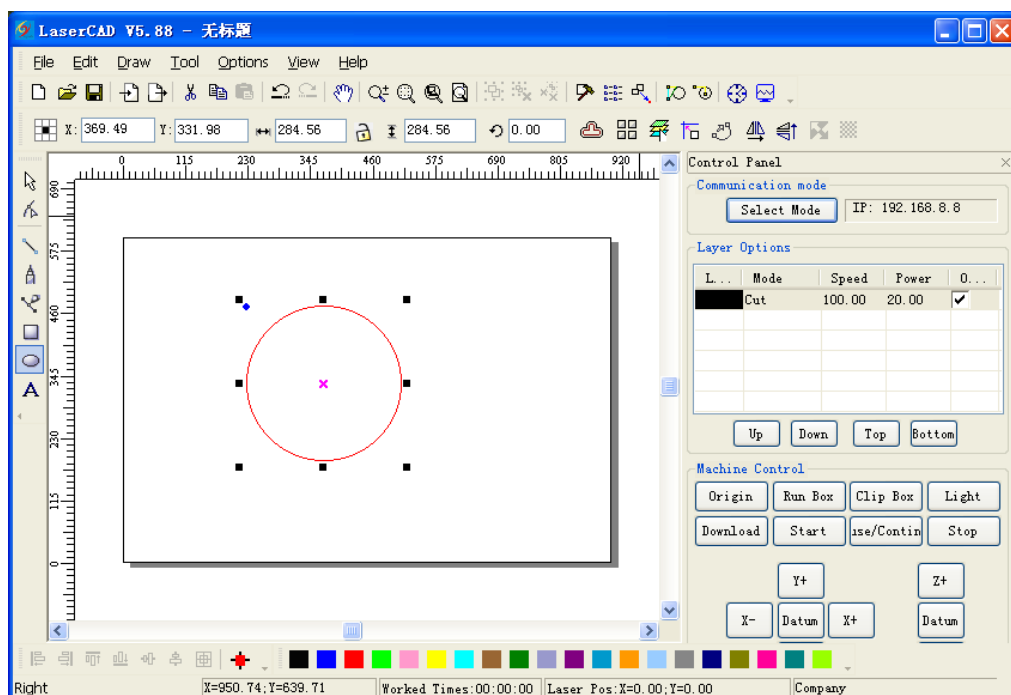 LaserCAD V5.88 - 无标题
File Edit Draw Tool Options View Help
X: 369.49 Y: 331.98 284.56 284.56 0.00
0 115 230 345 460 575 690 805 920
690
575
460
345
230
115
0
A
Control Panel
Communication mode
Select Mode IP: 192.168.8.8
Layer Options
L... Mode Speed Power O...
Cut 100.00 20.00
Up Down Top Bottom
Machine Control
Origin Run Box Clip Box Light
Download Start use/Contin Stop
Y+ Z+
X- Datum X+ Datum
Right X=950.74;Y=639.71 Worked Times:00:00:00 Laser Pos:X=0.00;Y=0.00 Company